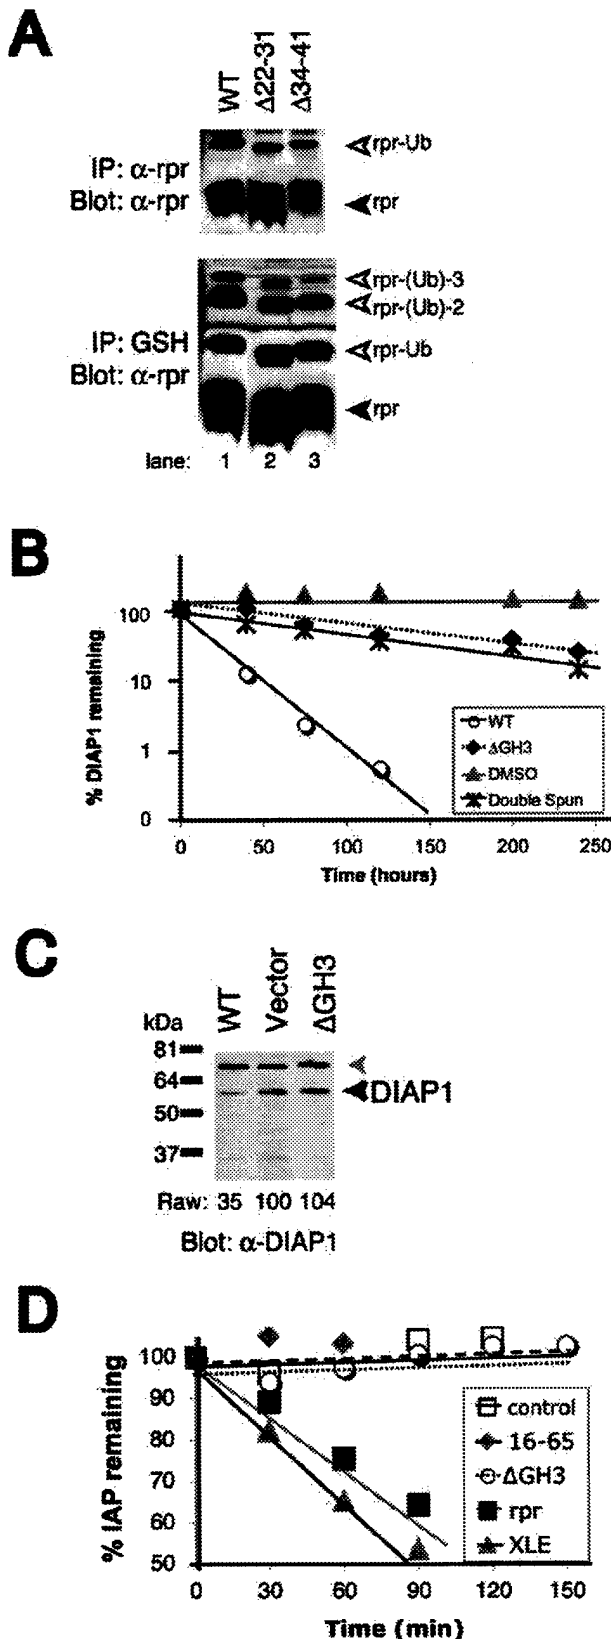 A
WT Δ22-31 Δ34-41
rpr-Ub
IP: α-rpr
Blot: α-rpr
rpr
rpr-(Ub)-3
rpr-(Ub)-2
IP: GSH
Blot: α-rpr
rpr-Ub
rpr
lane: 1 2 3
B
% DIAP1 remaining
100
10
1
0
WT
ΔGH3
DMSO
Double Spun
0 50 100 150 200 250
Time (hours)
C
WT Vector ΔGH3
kDa
81
64
DIAP1
50
37
Raw: 35 100 104
Blot: α-DIAP1
D
% IAP remaining
100
90
80
70
60
50
control
16-65
ΔGH3
rpr
XLE
0 30 60 90 120 150
Time (min)